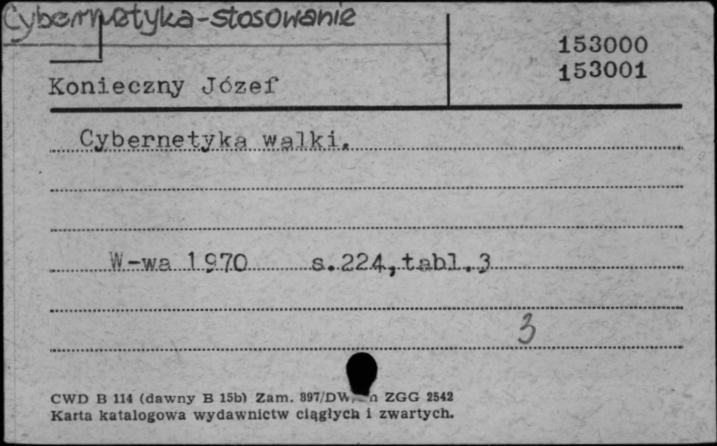 Cybernetyka-stosowanie
153000
153001
Konieczny Józef
Cybernetyka walki.
W-wa 1970 s.224,tabl.3
3
CWD B 114 (dawny B 15b) Zam. 897/DW ZGG 2542
Karta katalogowa wydawnictw ciągłych i zwartych.